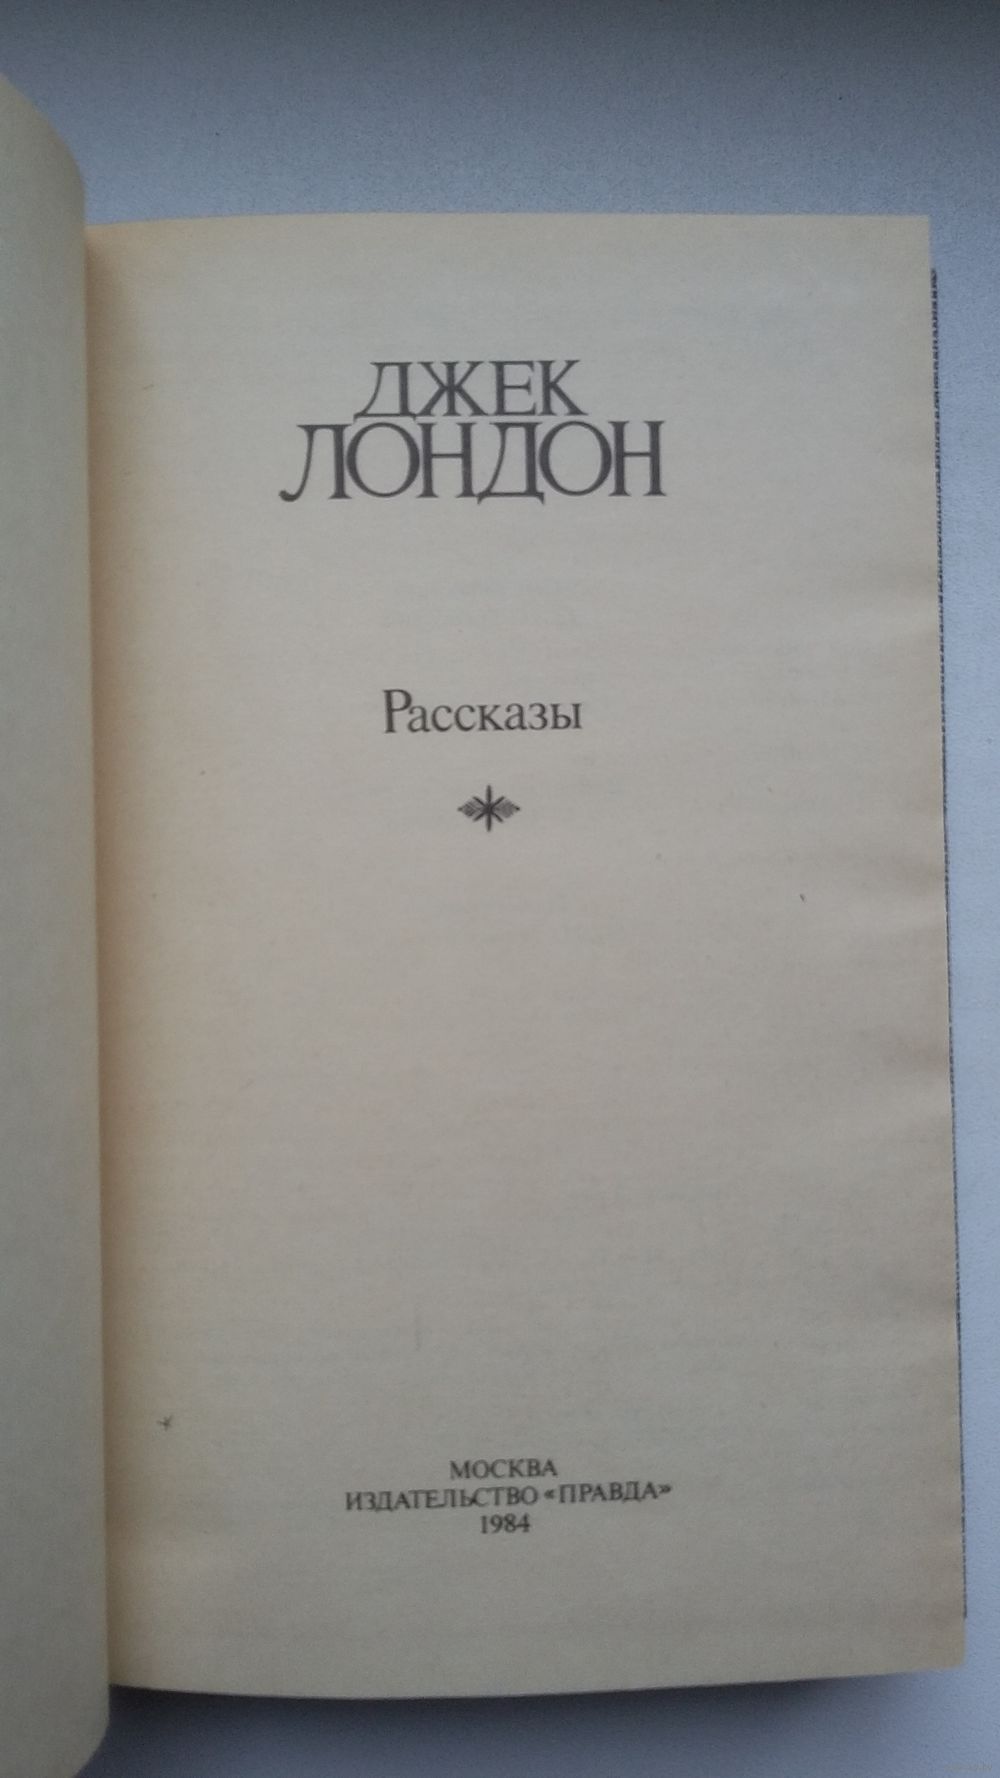 ДЖЕК
ЛОНДОН
Рассказы
МОСКВА
ИЗДАТЕЛЬСТВО «ПРАВДА»
1984